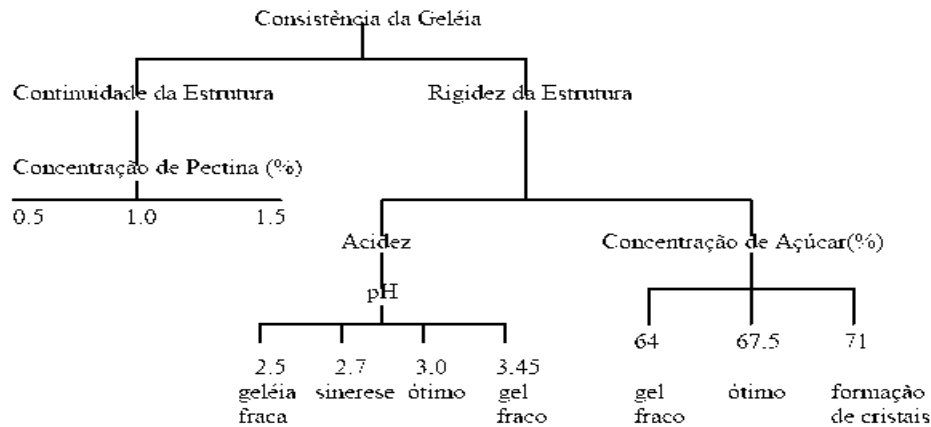 Consistência da Geléia
Continuidade da Estrutura
Rigidez da Estrutura
Concentração de Pectina (%)
0.5 1.0 1.5
Acidez
Concentração de Açúcar(%)
pH
2.5 2.7 3.0 3.45
geléia sinerese ótimo gel
fraca fraco
64 67.5 71
gel ótimo formação
fraco de cristais